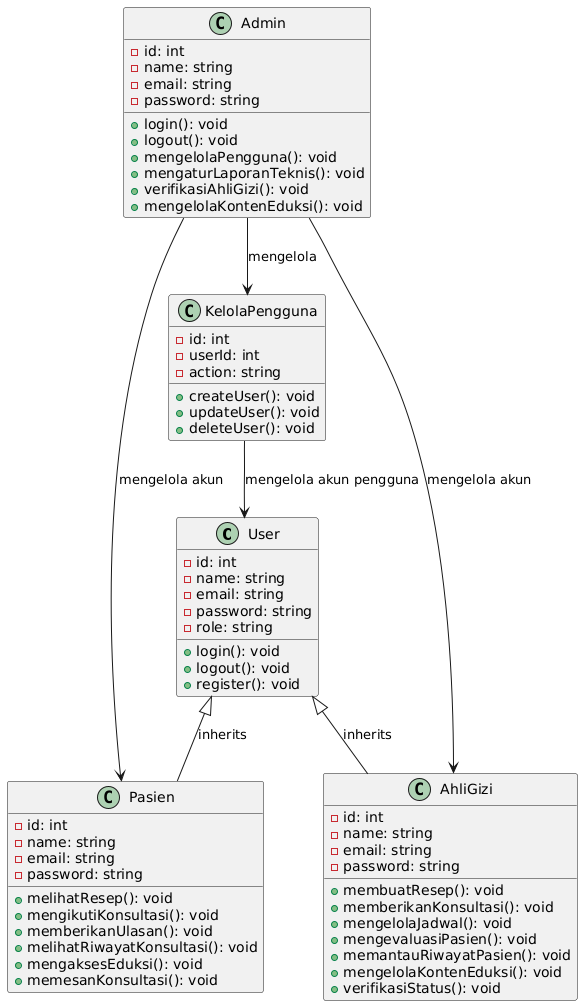 C Admin
id: int
name: string
email: string
password: string
login(): void
logout(): void
mengelolaPengguna(): void
mengaturLaporanTeknis(): void
verifikasiAhliGizi(): void
mengelolaKontenEduksi(): void
mengelola
C KelolaPengguna
id: int
userId: int
action: string
createUser(): void
updateUser(): void
deleteUser(): void
mengelola akun
mengelola akun pengguna
mengelola akun
C User
id: int
name: string
email: string
password: string
role: string
login(): void
logout(): void
register(): void
inherits
inherits
C Pasien
id: int
name: string
email: string
password: string
melihatResep(): void
mengikutiKonsultasi(): void
memberikanUlasan(): void
melihatRiwayatKonsultasi(): void
mengaksesEduksi(): void
memesanKonsultasi(): void
C AhliGizi
id: int
name: string
email: string
password: string
membuatResep(): void
memberikanKonsultasi(): void
mengelolaJadwal(): void
mengevaluasiPasien(): void
memantauRiwayatPasien(): void
mengelolaKontenEduksi(): void
verifikasiStatus(): void